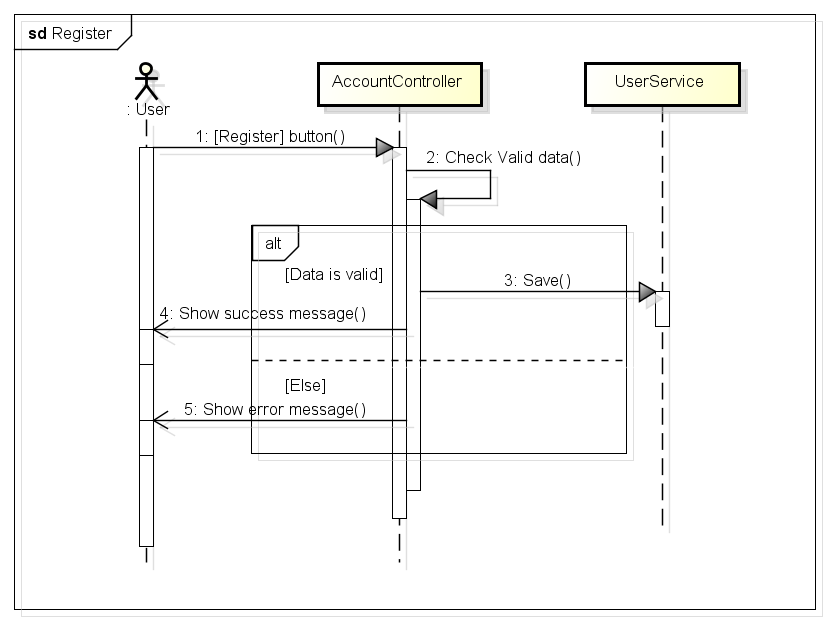 sd Register
: User
AccountController
UserService
1: [Register] button()
2: Check Valid data()
alt
[Data is valid]
3: Save()
4: Show success message()
[Else]
5: Show error message()